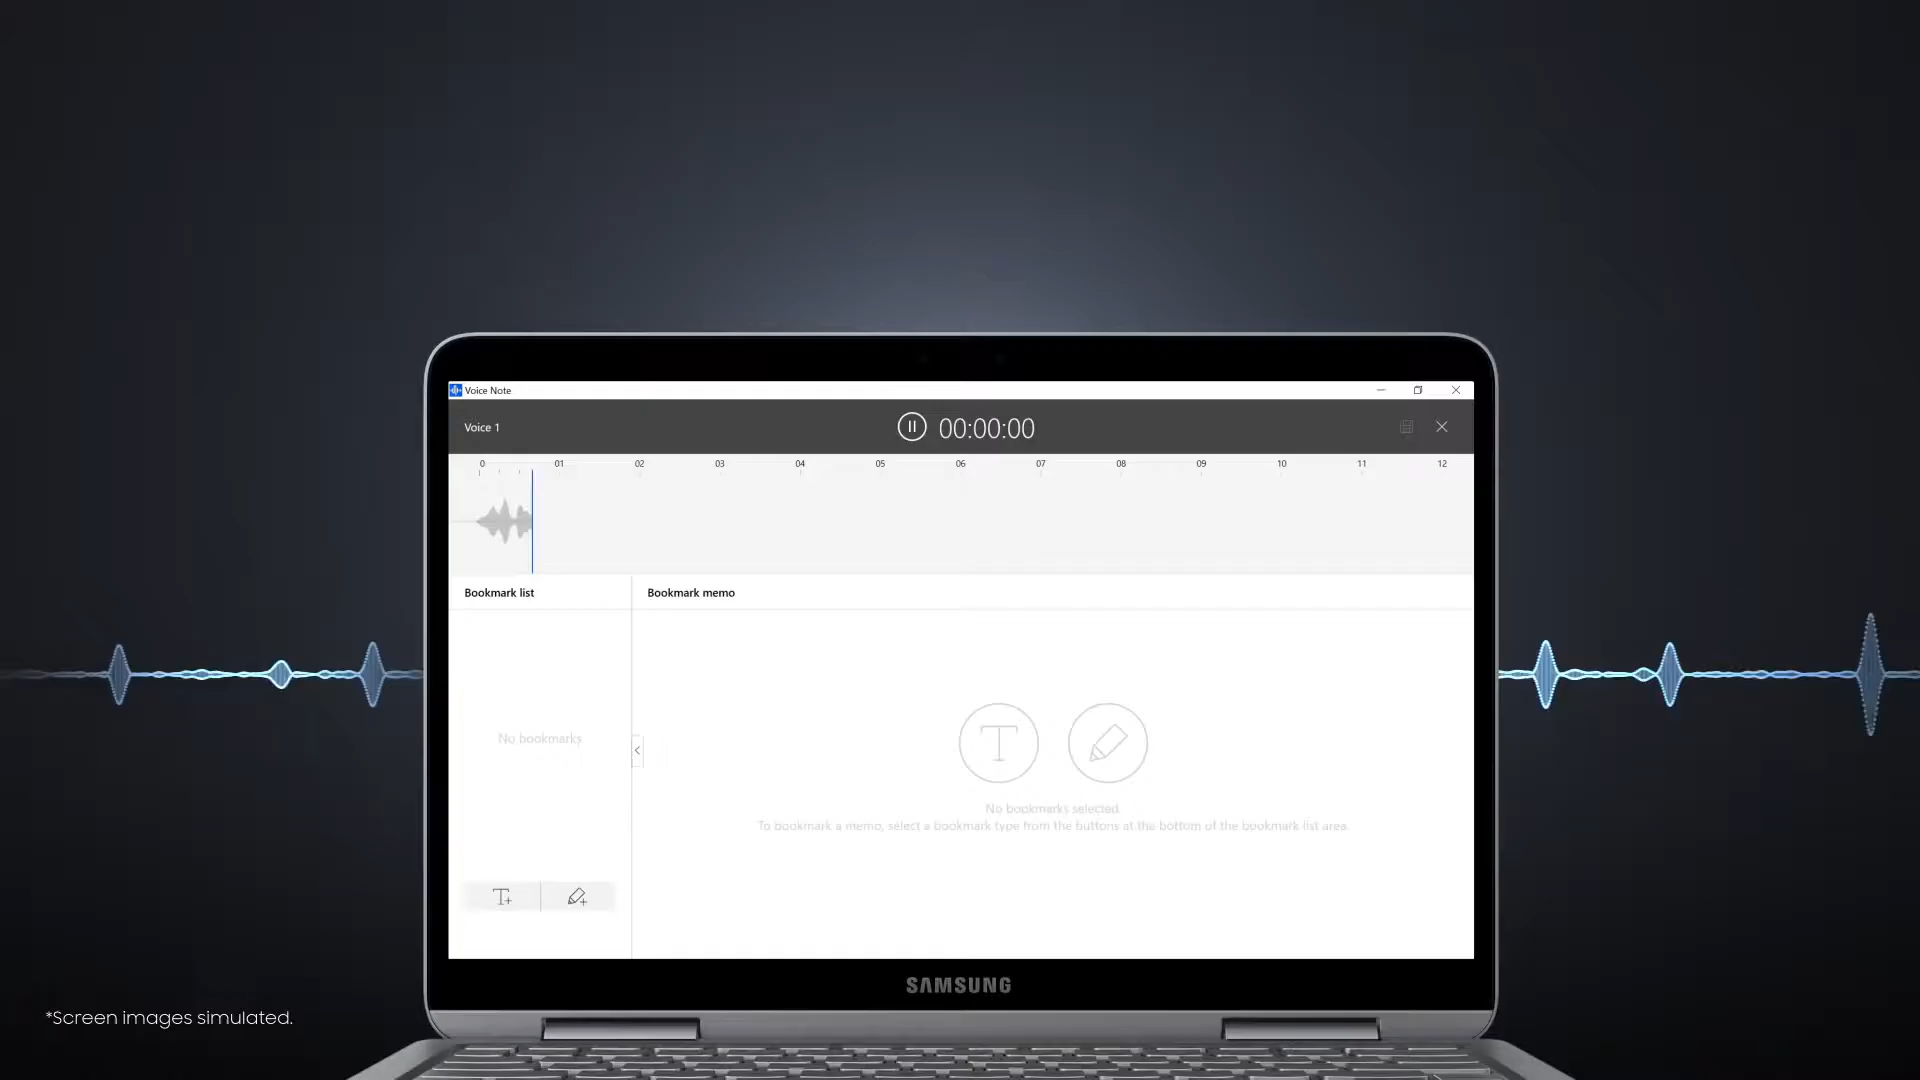 Voice Note
Voice 1
00:00:00
0 01 02 03 04 05 06 07 08 09 10 11 12
Bookmark list
Bookmark memo
No bookmarks
T
No bookmarks selected.
To bookmark a memo, select a bookmark type from the buttons at the bottom of the bookmark list area.
T+
SAMSUNG
*Screen images simulated.